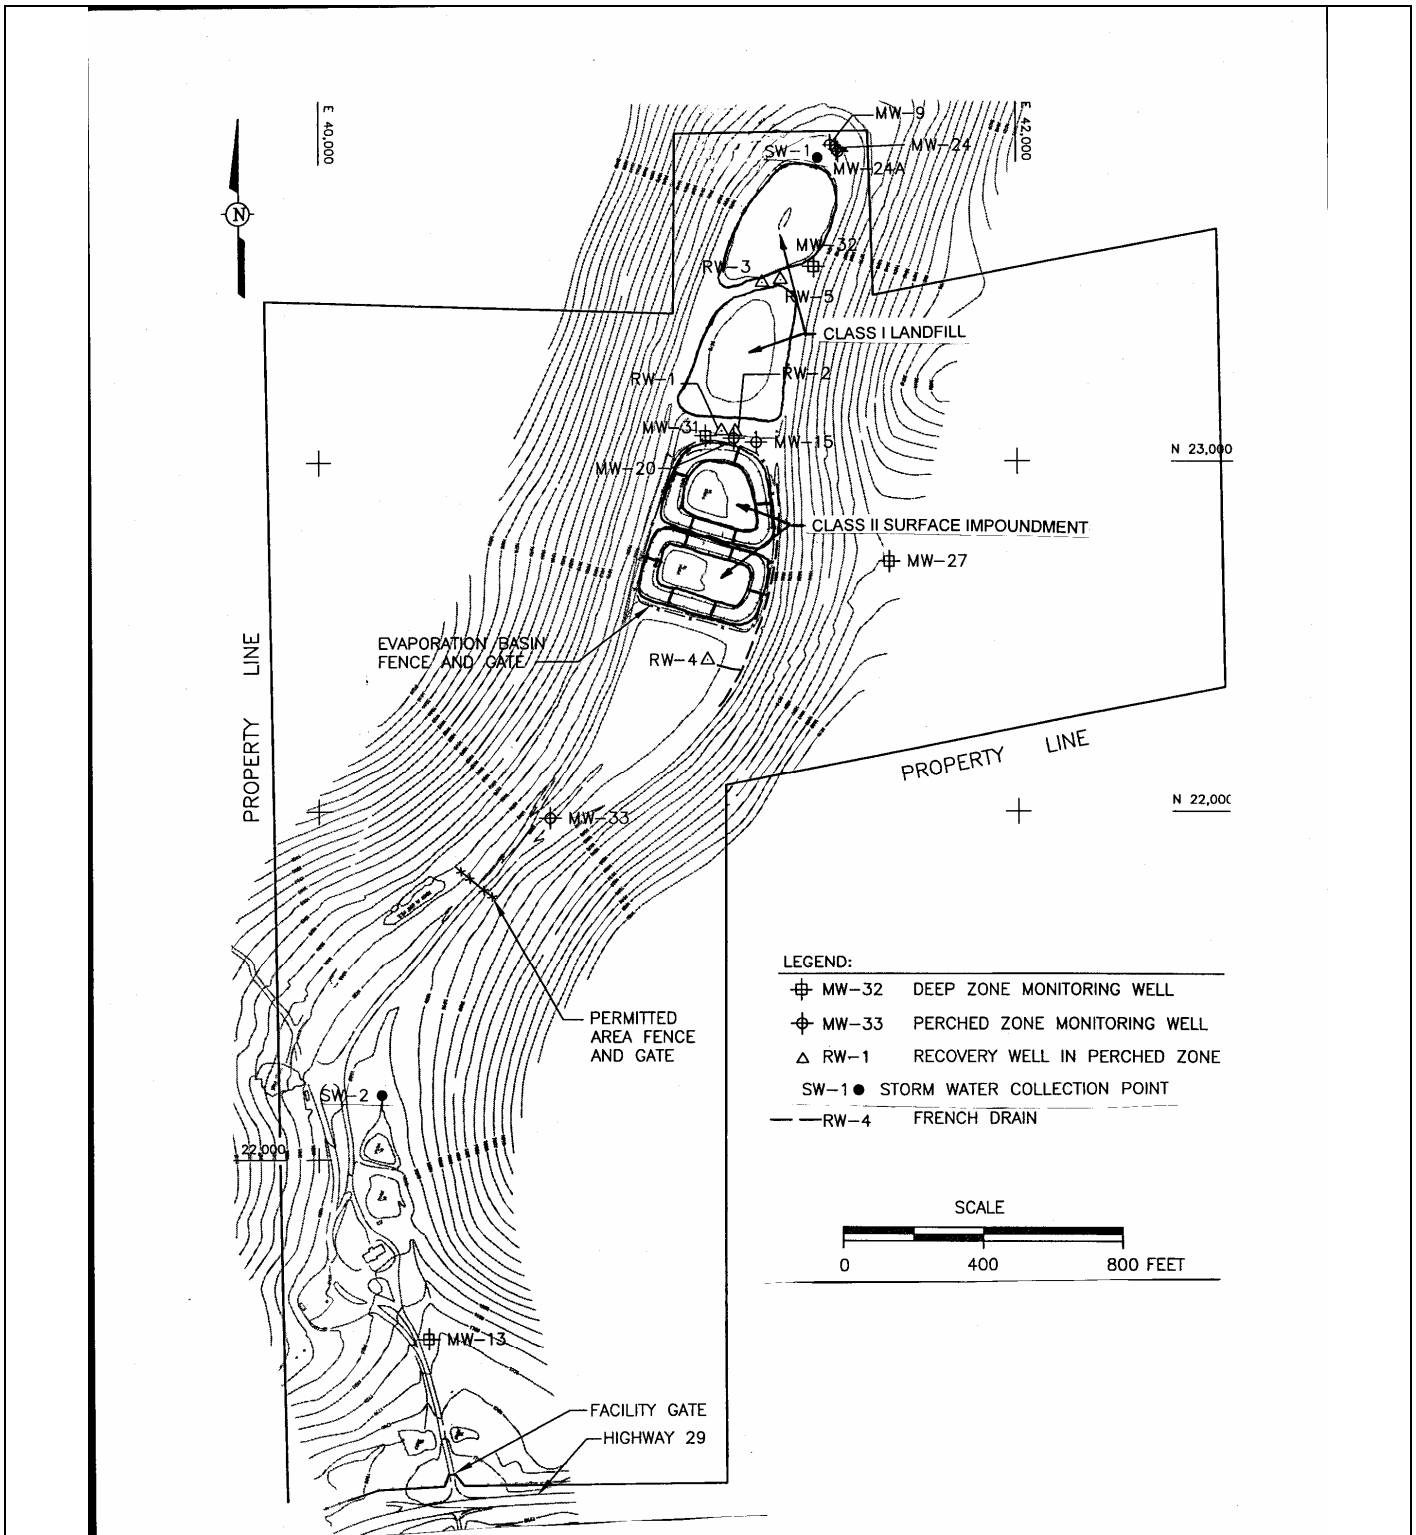 E 40,000
E 42,000
MW-9
MW-24
SW-1
MW-24A
N
MW-32
RW-3
RW-5
CLASS I LANDFILL
RW-1
RW-2
MW-31
MW-15
N 23,000
MW-20
CLASS II SURFACE IMPOUNDMENT
MW-27
EVAPORATION BASIN
FENCE AND GATE
RW-4
PROPERTY LINE
PROPERTY LINE
N 22,000
MW-33
LEGEND:
MW-32 DEEP ZONE MONITORING WELL
MW-33 PERCHED ZONE MONITORING WELL
RW-1 RECOVERY WELL IN PERCHED ZONE
SW-1 STORM WATER COLLECTION POINT
RW-4 FRENCH DRAIN
PERMITTED
AREA FENCE
AND GATE
SW-2
22,000
SCALE
0 400 800 FEET
MW-13
FACILITY GATE
HIGHWAY 29